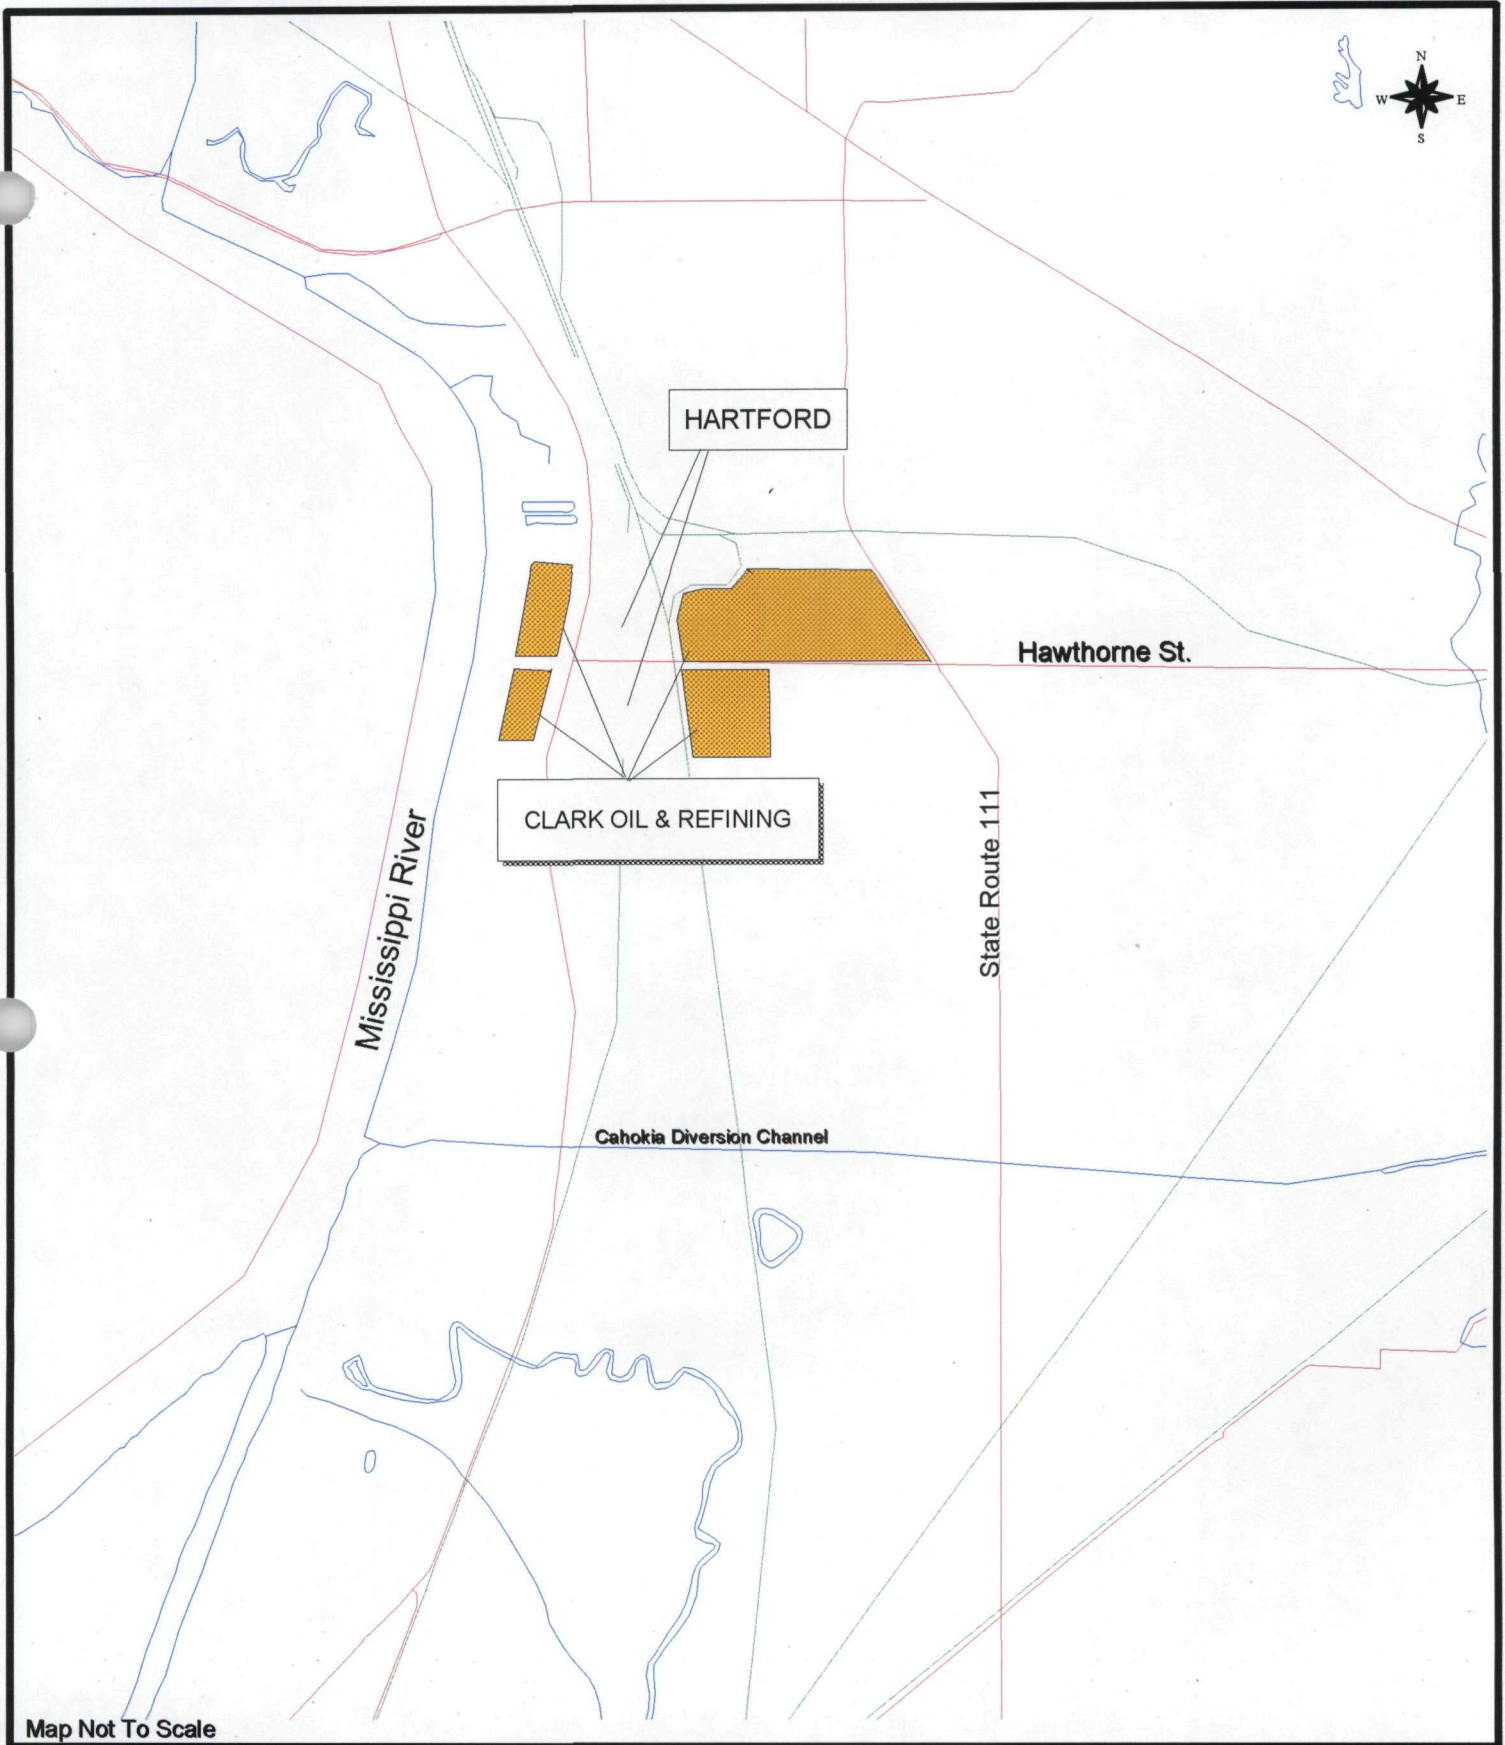 N
W E
S
HARTFORD
Hawthorne St.
CLARK OIL & REFINING
Mississippi River
State Route 111
Cahokia Diversion Channel
Map Not To Scale